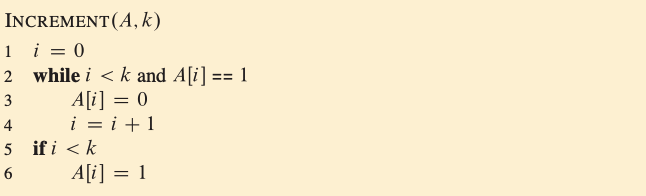 INCREMENT(A, k)
1 i = 0
2 while i < k and A[i] == 1
3 A[i] = 0
4 i = i + 1
5 if i < k
6 A[i] = 1